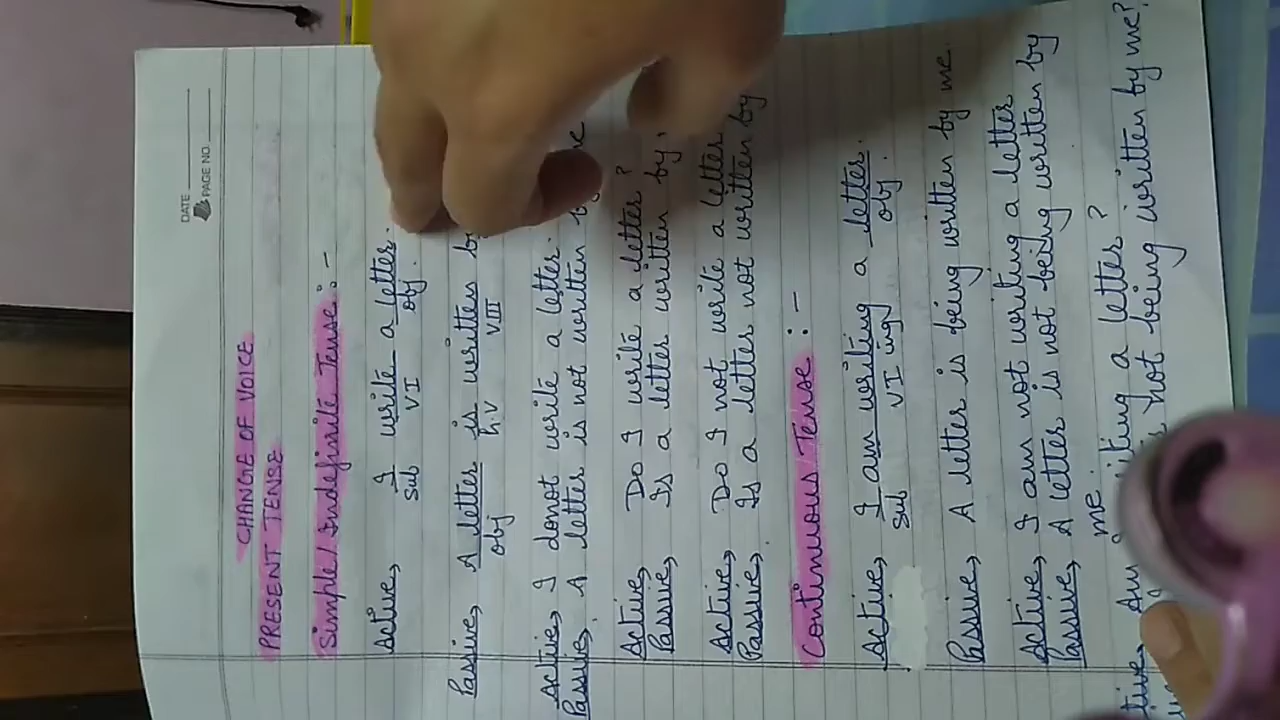 DATE
PAGE NO.
CHANGE OF VOICE
PRESENT TENSE
Simple/Indefinite Tense:-
Active, I write a letter.
sub VI obj.
Passive, A letter is written
obj h.v VIII
Active, I donot write a letter.
Passive. A letter is not written
Active, Do I write a letter?
Passive, Is a letter written by
Active, Do I not write a letter
Passive, Is a letter not written by
Continuous Tense:-
Active, I am writing a letter.
sub VI ing obj.
Passive, A letter is being written by me.
Active, I am not writing a letter
Passive, A letter is not being written by
me.
a letter?
not being written by me?